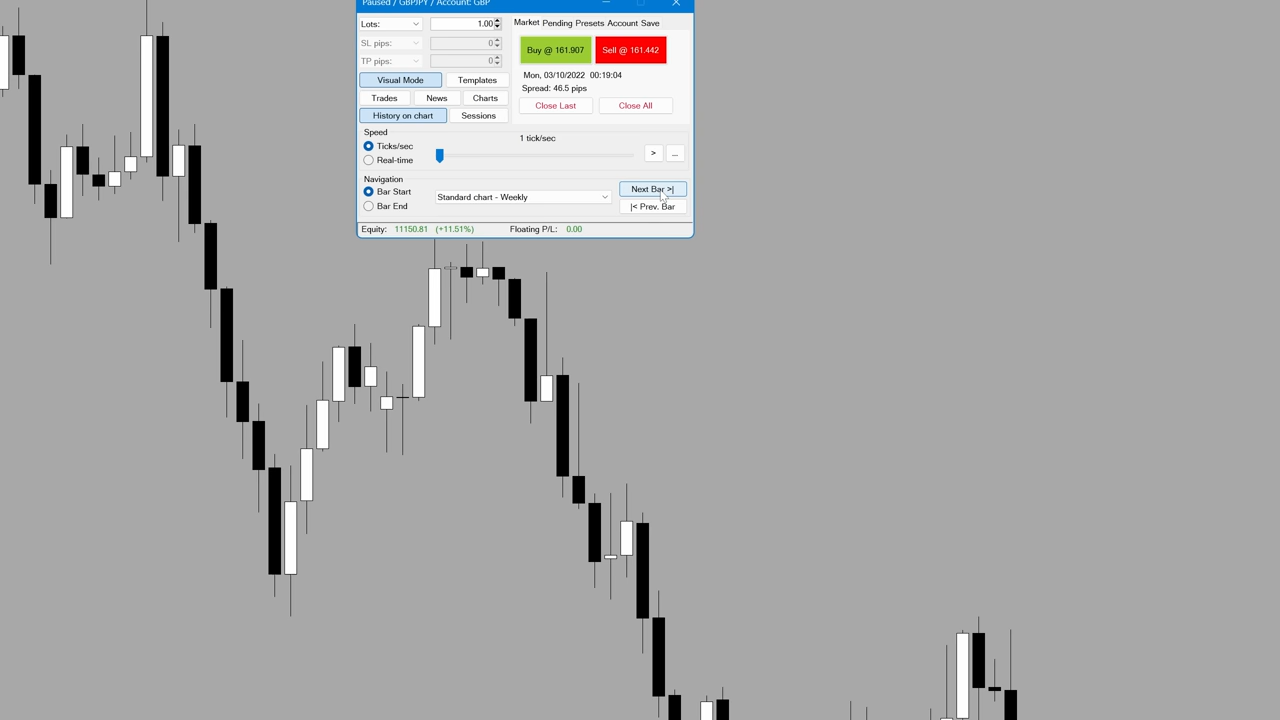 Paused / GBPJPY / Account: GBP
Lots: 1.00
Market Pending Presets Account Save
SL pips: 0
Buy @ 161.907 Sell @ 161.442
TP pips: 0
Visual Mode Templates
Mon, 03/10/2022 00:19:04
Spread: 46.5 pips
Trades News Charts
Close Last Close All
History on chart Sessions
Speed
1 tick/sec
Ticks/sec
> ...
Real-time
Navigation
Bar Start
Standard chart - Weekly
Next Bar >|
Bar End
|< Prev. Bar
Equity: 11150.81 (+11.51%) Floating P/L: 0.00